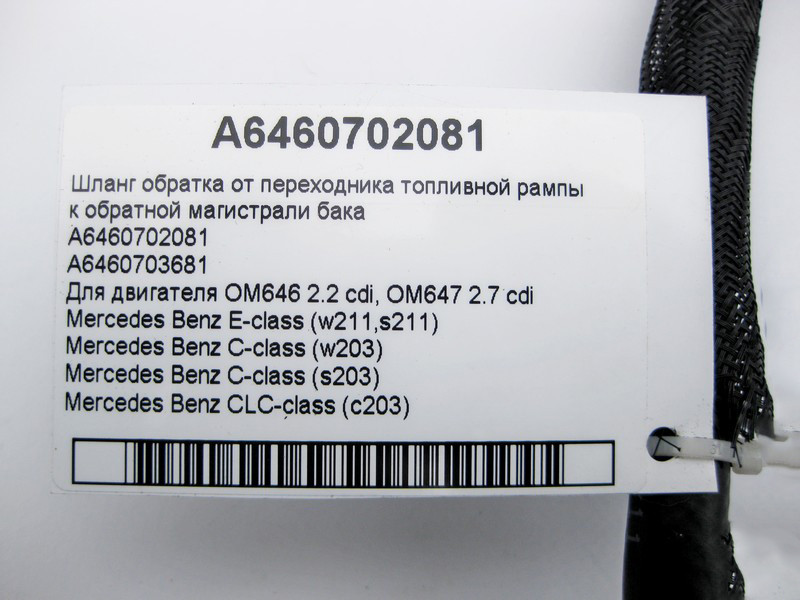 A6460702081
Шланг обратка от переходника топливной рампы
к обратной магистрали бака
A6460702081
A6460703681
Для двигателя OM646 2.2 cdi, OM647 2.7 cdi
Mercedes Benz E-class (w211,s211)
Mercedes Benz C-class (w203)
Mercedes Benz C-class (s203)
Mercedes Benz CLC-class (c203)